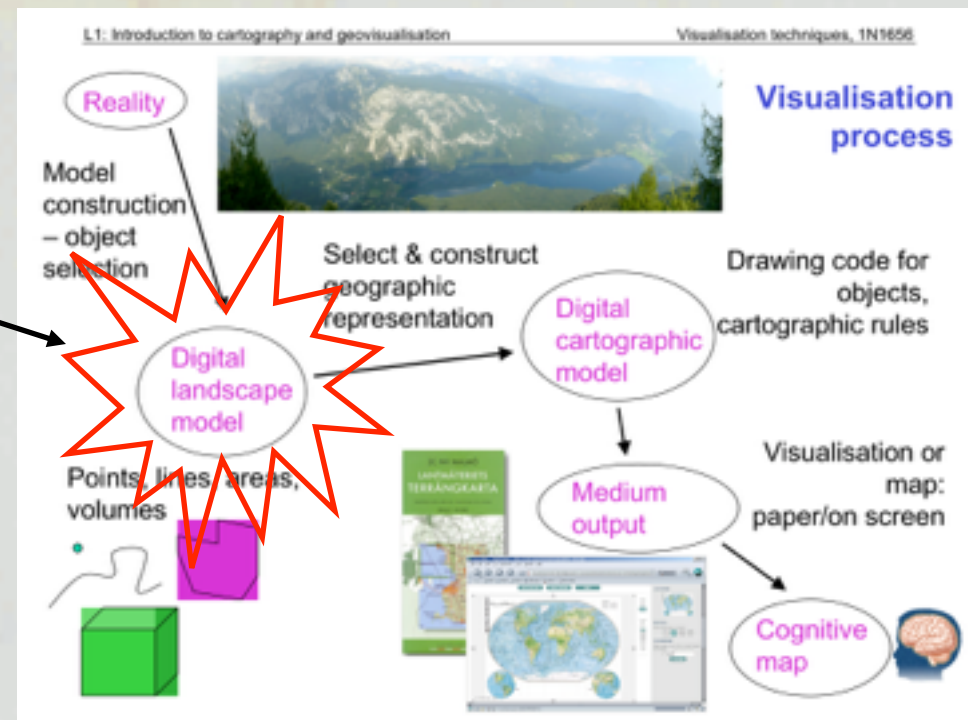 L1: Introduction to cartography and geovisualisation
Visualisation techniques, 1N1656
Reality
Visualisation
process
Model
construction
– object
selection
Select & construct
geographic
representation
Drawing code for
objects,
cartographic rules
Digital
landscape
model
Digital
cartographic
model
Points, lines, areas,
volumes
Visualisation or
map:
paper/on screen
Medium
output
LANTMÄTERIETS
TERRÄNGKARTA
Cognitive
map